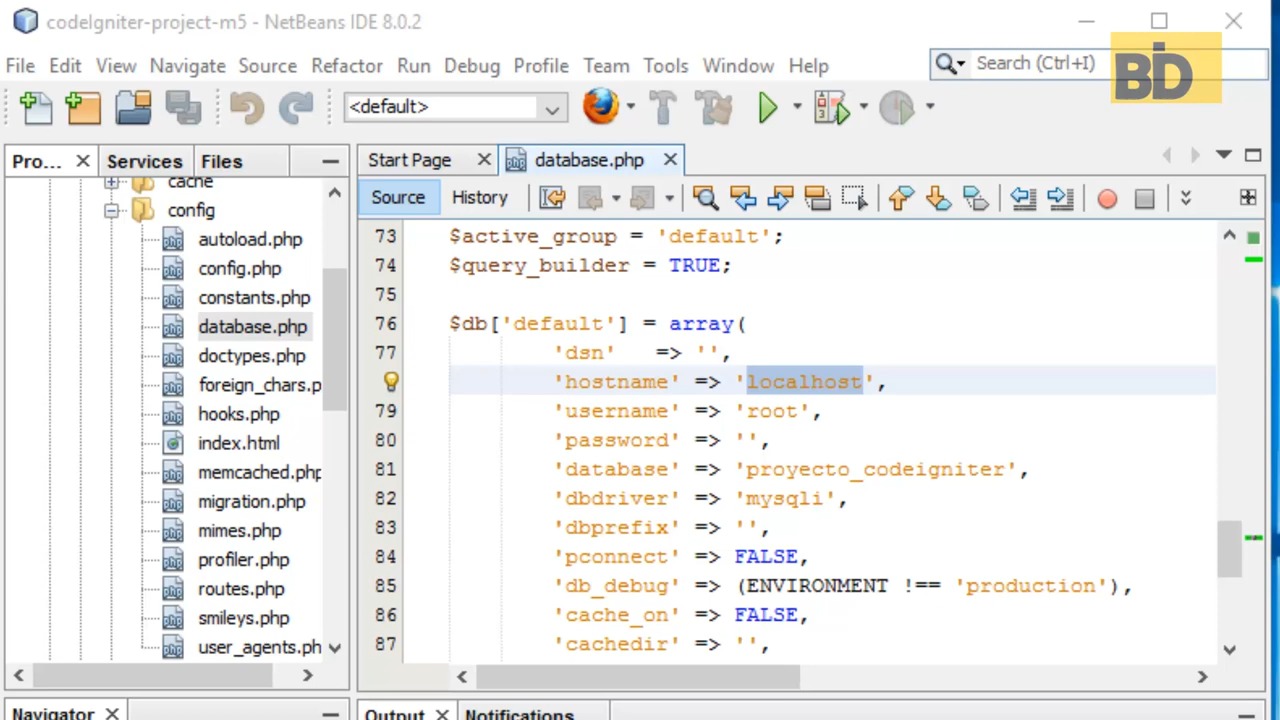 codeIgniter-project-m5 - NetBeans IDE 8.0.2
File Edit View Navigate Source Refactor Run Debug Profile Team Tools Window Help
Search (Ctrl+I)
BD
<default>
Pro... Services Files
Start Page database.php
Source History
cache
config
autoload.php
config.php
constants.php
database.php
doctypes.php
foreign_chars.p
hooks.php
index.html
memcached.php
migration.php
mimes.php
profiler.php
routes.php
smileys.php
user_agents.ph
73 $active_group = 'default';
74 $query_builder = TRUE;
75
76 $db['default'] = array(
77 'dsn' => '',
'hostname' => 'localhost',
79 'username' => 'root',
80 'password' => '',
81 'database' => 'proyecto_codeigniter',
82 'dbdriver' => 'mysqli',
83 'dbprefix' => '',
84 'pconnect' => FALSE,
85 'db_debug' => (ENVIRONMENT !== 'production'),
86 'cache_on' => FALSE,
87 'cachedir' => '',
Navigator
Output Notifications